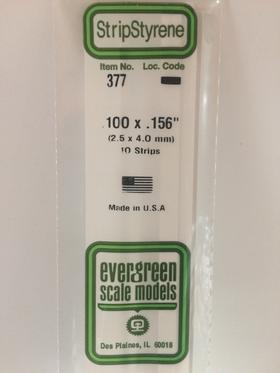 StripStyrene
Item No. Loc. Code
377
.100 x .156"
(2.5 x 4.0 mm)
10 Strips
Made in U.S.A
evergreen
scale models
Des Plaines, IL 60018